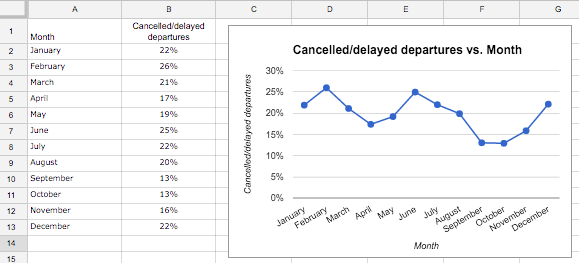 A B C D E F G
1 Month Cancelled/delayed
departures
2 January 22%
3 February 26%
4 March 21%
5 April 17%
6 May 19%
7 June 25%
8 July 22%
9 August 20%
10 September 13%
11 October 13%
12 November 16%
13 December 22%
14
15
Cancelled/delayed departures vs. Month
Cancelled/delayed departures
30%
25%
20%
15%
10%
5%
0%
January February March April May June July August September October November December
Month